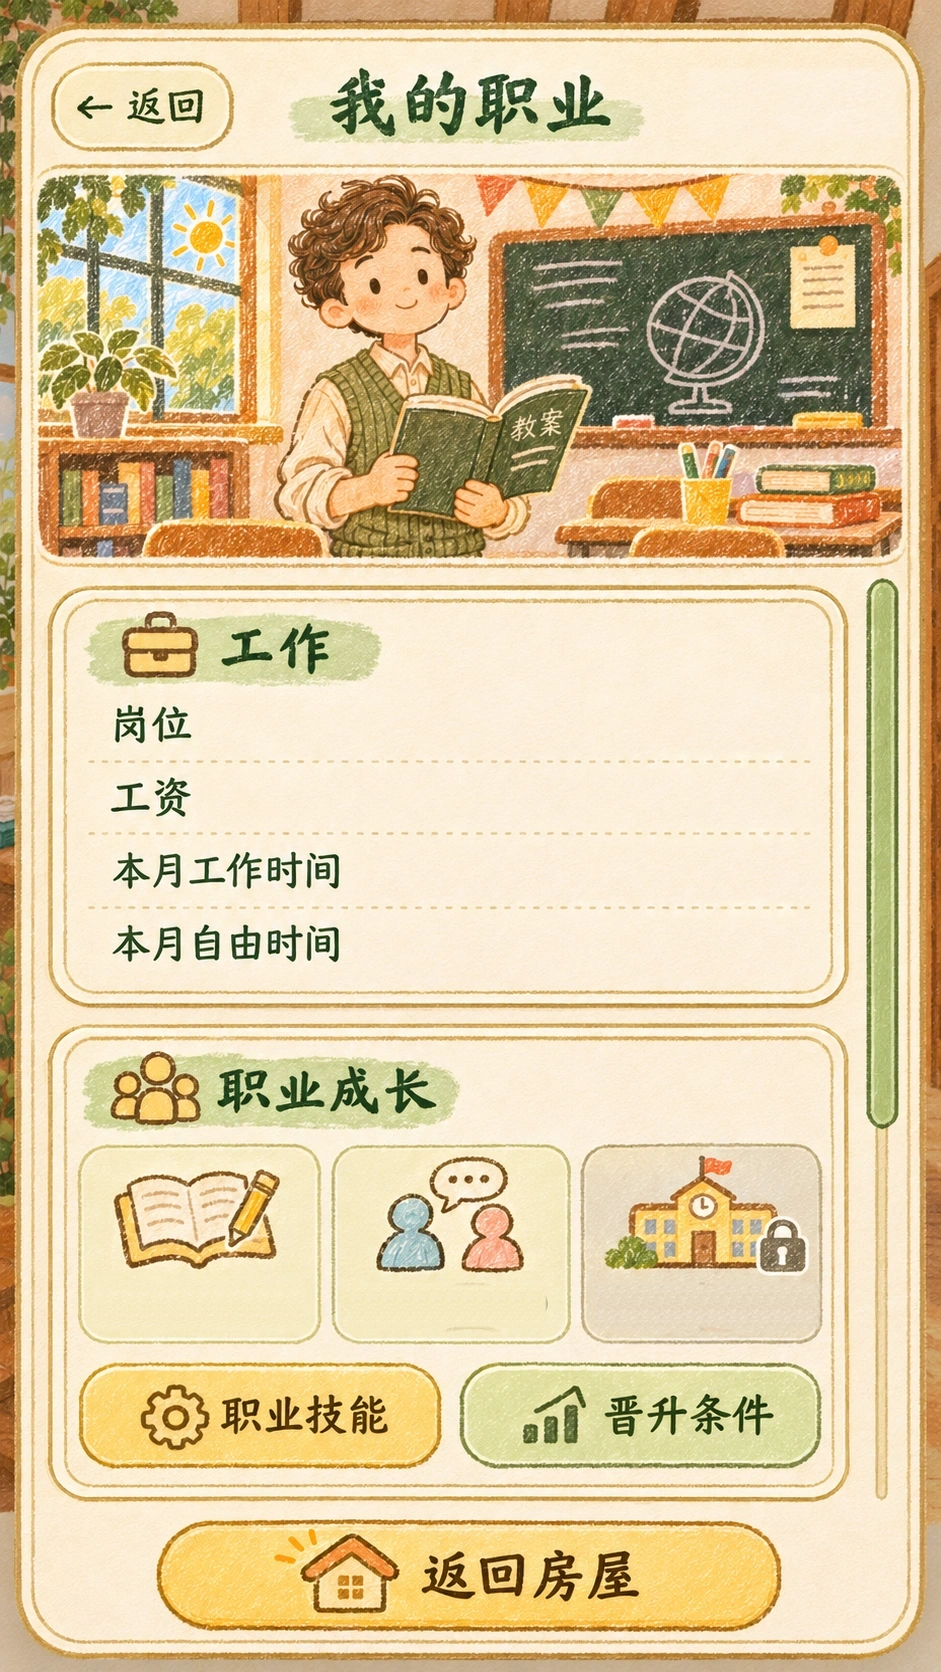 ← 返回
我的职业
教案
工作
岗位
工资
本月工作时间
本月自由时间
职业成长
职业技能
晋升条件
返回房屋